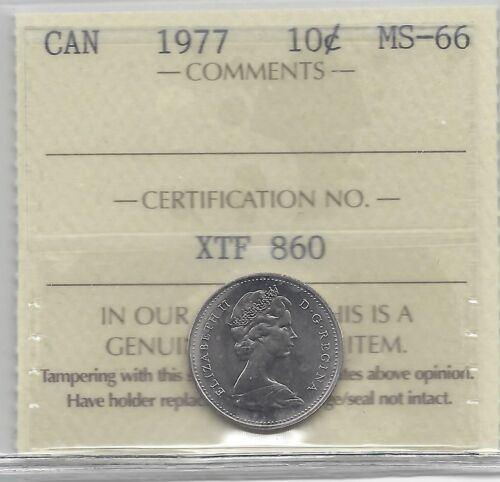 CAN 1977 10¢ MS-66
— COMMENTS —
— CERTIFICATION NO. —
XTF 860
IN OUR THIS IS A
GENUI ITEM.
Tampering with this es above opinion.
Have holder replac ge/seal not intact.
ELIZABETH II D·G·REGINA